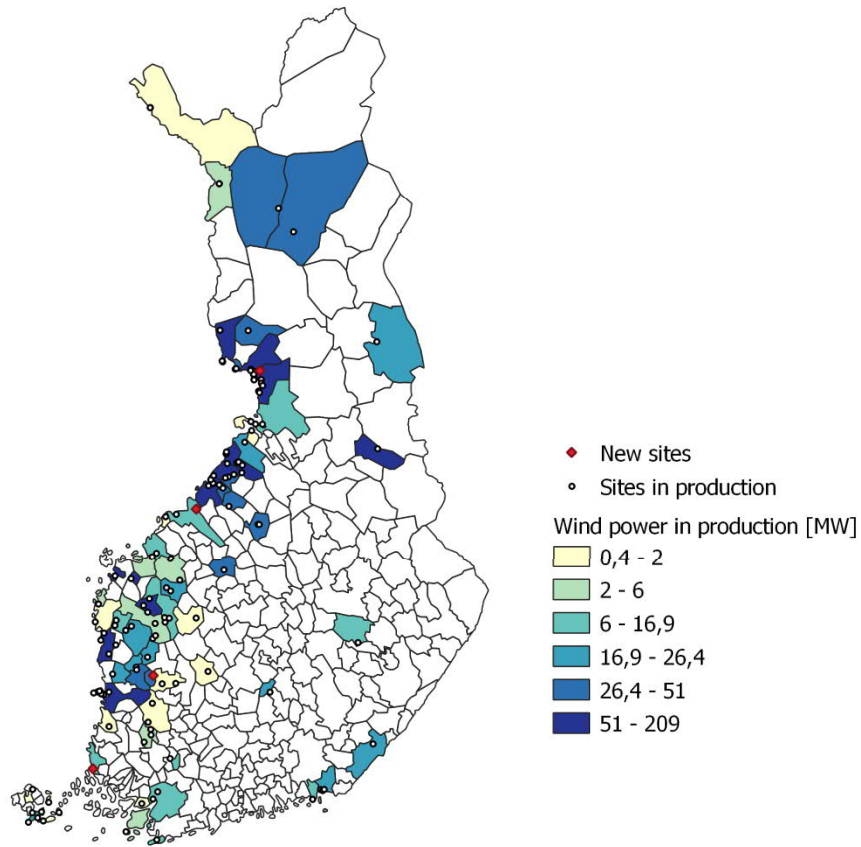 New sites
Sites in production
Wind power in production [MW]
0,4 - 2
2 - 6
6 - 16,9
16,9 - 26,4
26,4 - 51
51 - 209